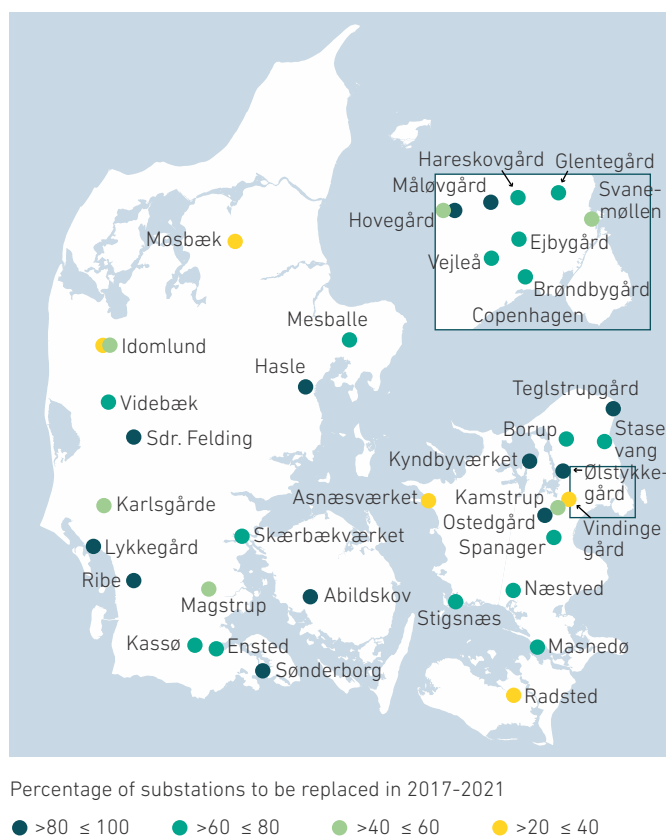 Hareskovgård
Glentegård
Måløvgård
Svane-
møllen
Hovegård
Ejbygård
Vejleå
Brøndbygård
Copenhagen
Mosbæk
Mesballe
Idomlund
Hasle
Videbæk
Sdr. Felding
Teglstrupgård
Borup
Stase
vang
Kyndbyværket
Ølstykke-
gård
Asnæsværket
Kamstrup
Karlsgårde
Ostedgård
Vindinge
gård
Skærbækværket
Spanager
Lykkegård
Ribe
Magstrup
Abildskov
Næstved
Stigsnæs
Kassø
Ensted
Masnedø
Sønderborg
Radsted
Percentage of substations to be replaced in 2017-2021
>80 ≤ 100 >60 ≤ 80 >40 ≤ 60 >20 ≤ 40